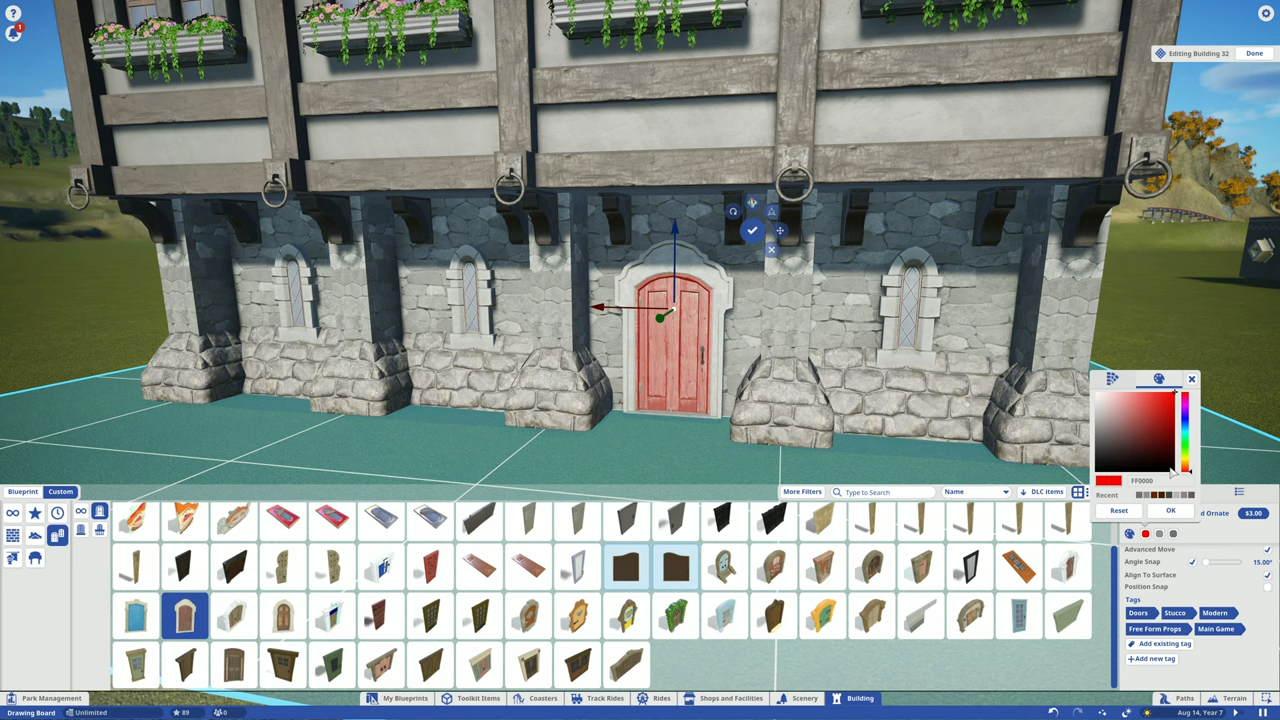 ?
1
Editing Building 32
Done
FF0000
Recent
Reset
OK
Blueprint
Custom
More Filters
Type to Search
Name
DLC items
d Ornate
$3.00
Advanced Move
Angle Snap
15.00°
Align To Surface
Position Snap
Tags
Doors
Stucco
Modern
Free Form Props
Main Game
Add existing tag
+Add new tag
Park Management
My Blueprints
Toolkit Items
Coasters
Track Rides
Rides
Shops and Facilities
Scenery
Building
Paths
Terrain
Drawing Board
Unlimited
89
0
Aug 14, Year 7